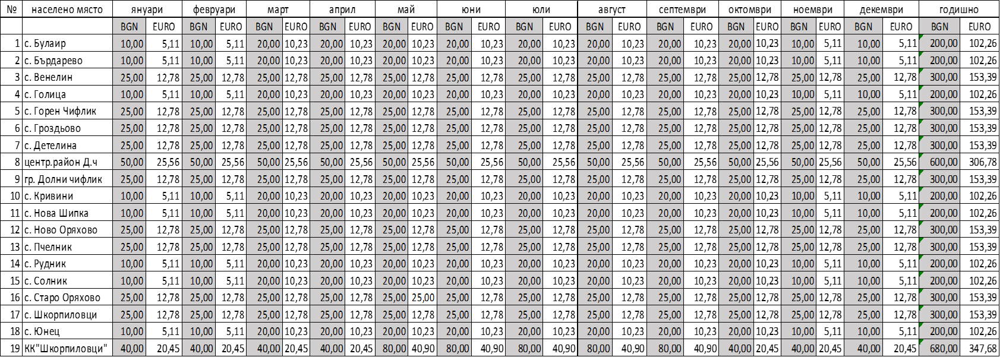 № населено място януари февруари март април май юни юли август септември октомври ноември декември годишно
BGN EURO BGN EURO BGN EURO BGN EURO BGN EURO BGN EURO BGN EURO BGN EURO BGN EURO BGN EURO BGN EURO BGN EURO BGN EURO
1 с. Булаир 10,00 5,11 10,00 5,11 20,00 10,23 20,00 10,23 20,00 10,23 20,00 10,23 20,00 10,23 20,00 10,23 20,00 10,23 20,00 10,23 10,00 5,11 10,00 5,11 200,00 102,26
2 с. Бърдарево 10,00 5,11 10,00 5,11 20,00 10,23 20,00 10,23 20,00 10,23 20,00 10,23 20,00 10,23 20,00 10,23 20,00 10,23 20,00 10,23 10,00 5,11 10,00 5,11 200,00 102,26
3 с. Венелин 25,00 12,78 25,00 12,78 25,00 12,78 25,00 12,78 25,00 12,78 25,00 12,78 25,00 12,78 25,00 12,78 25,00 12,78 25,00 12,78 25,00 12,78 25,00 12,78 300,00 153,39
4 с. Голица 10,00 5,11 10,00 5,11 20,00 10,23 20,00 10,23 20,00 10,23 20,00 10,23 20,00 10,23 20,00 10,23 20,00 10,23 20,00 10,23 10,00 5,11 10,00 5,11 200,00 102,26
5 с. Горен Чифлик 25,00 12,78 25,00 12,78 25,00 12,78 25,00 12,78 25,00 12,78 25,00 12,78 25,00 12,78 25,00 12,78 25,00 12,78 25,00 12,78 25,00 12,78 25,00 12,78 300,00 153,39
6 с. Гроздьово 25,00 12,78 25,00 12,78 25,00 12,78 25,00 12,78 25,00 12,78 25,00 12,78 25,00 12,78 25,00 12,78 25,00 12,78 25,00 12,78 25,00 12,78 25,00 12,78 300,00 153,39
7 с. Детелина 25,00 12,78 25,00 12,78 25,00 12,78 25,00 12,78 25,00 12,78 25,00 12,78 25,00 12,78 25,00 12,78 25,00 12,78 25,00 12,78 25,00 12,78 25,00 12,78 300,00 153,39
8 центр.район Д.ч 50,00 25,56 50,00 25,56 50,00 25,56 50,00 25,56 50,00 25,56 50,00 25,56 50,00 25,56 50,00 25,56 50,00 25,56 50,00 25,56 50,00 25,56 50,00 25,56 600,00 306,78
9 гр. Долни чифлик 25,00 12,78 25,00 12,78 25,00 12,78 25,00 12,78 25,00 12,78 25,00 12,78 25,00 12,78 25,00 12,78 25,00 12,78 25,00 12,78 25,00 12,78 25,00 12,78 300,00 153,39
10 с. Кривини 10,00 5,11 10,00 5,11 20,00 10,23 20,00 10,23 20,00 10,23 20,00 10,23 20,00 10,23 20,00 10,23 20,00 10,23 20,00 10,23 10,00 5,11 10,00 5,11 200,00 102,26
11 с. Нова Шипка 10,00 5,11 10,00 5,11 20,00 10,23 20,00 10,23 20,00 10,23 20,00 10,23 20,00 10,23 20,00 10,23 20,00 10,23 20,00 10,23 10,00 5,11 10,00 5,11 200,00 102,26
12 с. Ново Оряхово 25,00 12,78 25,00 12,78 25,00 12,78 25,00 12,78 25,00 12,78 25,00 12,78 25,00 12,78 25,00 12,78 25,00 12,78 25,00 12,78 25,00 12,78 25,00 12,78 300,00 153,39
13 с. Пчелник 25,00 12,78 25,00 12,78 25,00 12,78 25,00 12,78 25,00 12,78 25,00 12,78 25,00 12,78 25,00 12,78 25,00 12,78 25,00 12,78 25,00 12,78 25,00 12,78 300,00 153,39
14 с. Рудник 10,00 5,11 10,00 5,11 20,00 10,23 20,00 10,23 20,00 10,23 20,00 10,23 20,00 10,23 20,00 10,23 20,00 10,23 20,00 10,23 10,00 5,11 10,00 5,11 200,00 102,26
15 с. Солник 10,00 5,11 10,00 5,11 20,00 10,23 20,00 10,23 20,00 10,23 20,00 10,23 20,00 10,23 20,00 10,23 20,00 10,23 20,00 10,23 10,00 5,11 10,00 5,11 200,00 102,26
16 с. Старо Оряхово 25,00 12,78 25,00 12,78 25,00 12,78 25,00 12,78 25,00 25,00 25,00 12,78 25,00 12,78 25,00 12,78 25,00 12,78 25,00 12,78 25,00 12,78 25,00 12,78 300,00 153,39
17 с. Шкорпиловци 25,00 12,78 25,00 12,78 25,00 12,78 25,00 12,78 25,00 12,78 25,00 12,78 25,00 12,78 25,00 12,78 25,00 12,78 25,00 12,78 25,00 12,78 25,00 12,78 300,00 153,39
18 с. Юнец 10,00 5,11 10,00 5,11 20,00 10,23 20,00 10,23 20,00 10,23 20,00 10,23 20,00 10,23 20,00 10,23 20,00 10,23 20,00 10,23 10,00 5,11 10,00 5,11 200,00 102,26
19 КК"Шкорпиловци" 40,00 20,45 40,00 20,45 40,00 20,45 40,00 20,45 80,00 40,90 80,00 40,90 80,00 40,90 80,00 40,90 80,00 40,90 40,00 20,45 40,00 20,45 40,00 20,45 680,00 347,68